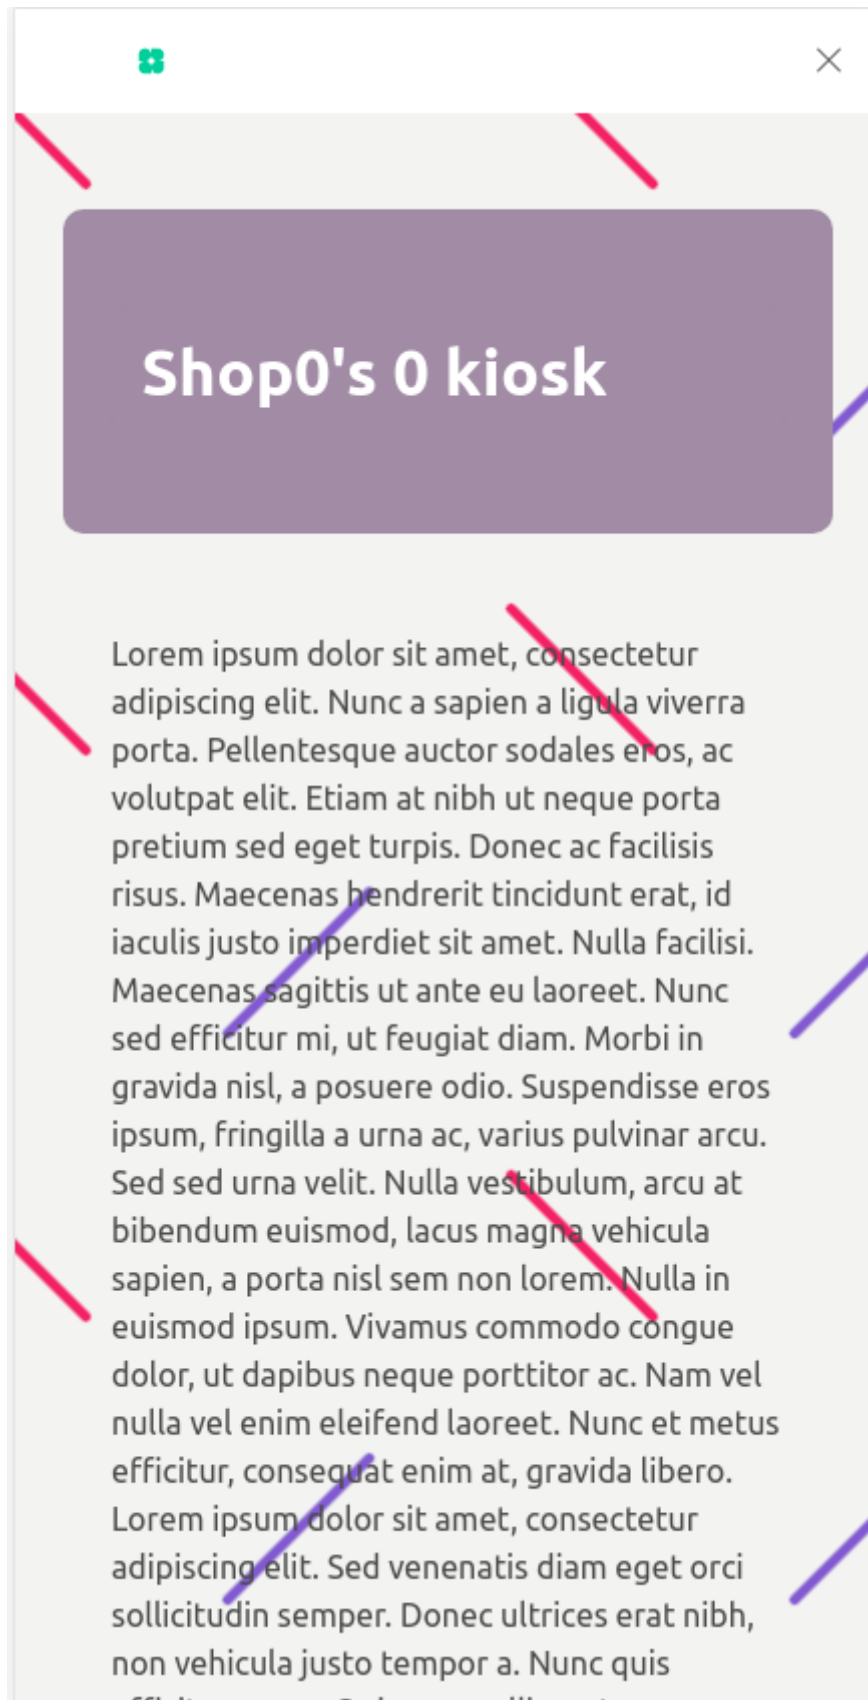 Shop0's 0 kiosk
Lorem ipsum dolor sit amet, consectetur
adipiscing elit. Nunc a sapien a ligula viverra
porta. Pellentesque auctor sodales eros, ac
volutpat elit. Etiam at nibh ut neque porta
pretium sed eget turpis. Donec ac facilisis
risus. Maecenas hendrerit tincidunt erat, id
iaculis justo imperdiet sit amet. Nulla facilisi.
Maecenas sagittis ut ante eu laoreet. Nunc
sed efficitur mi, ut feugiat diam. Morbi in
gravida nisl, a posuere odio. Suspendisse eros
ipsum, fringilla a urna ac, varius pulvinar arcu.
Sed sed urna velit. Nulla vestibulum, arcu at
bibendum euismod, lacus magna vehicula
sapien, a porta nisl sem non lorem. Nulla in
euismod ipsum. Vivamus commodo congue
dolor, ut dapibus neque porttitor ac. Nam vel
nulla vel enim eleifend laoreet. Nunc et metus
efficitur, consequat enim at, gravida libero.
Lorem ipsum dolor sit amet, consectetur
adipiscing elit. Sed venenatis diam eget orci
sollicitudin semper. Donec ultrices erat nibh,
non vehicula justo tempor a. Nunc quis